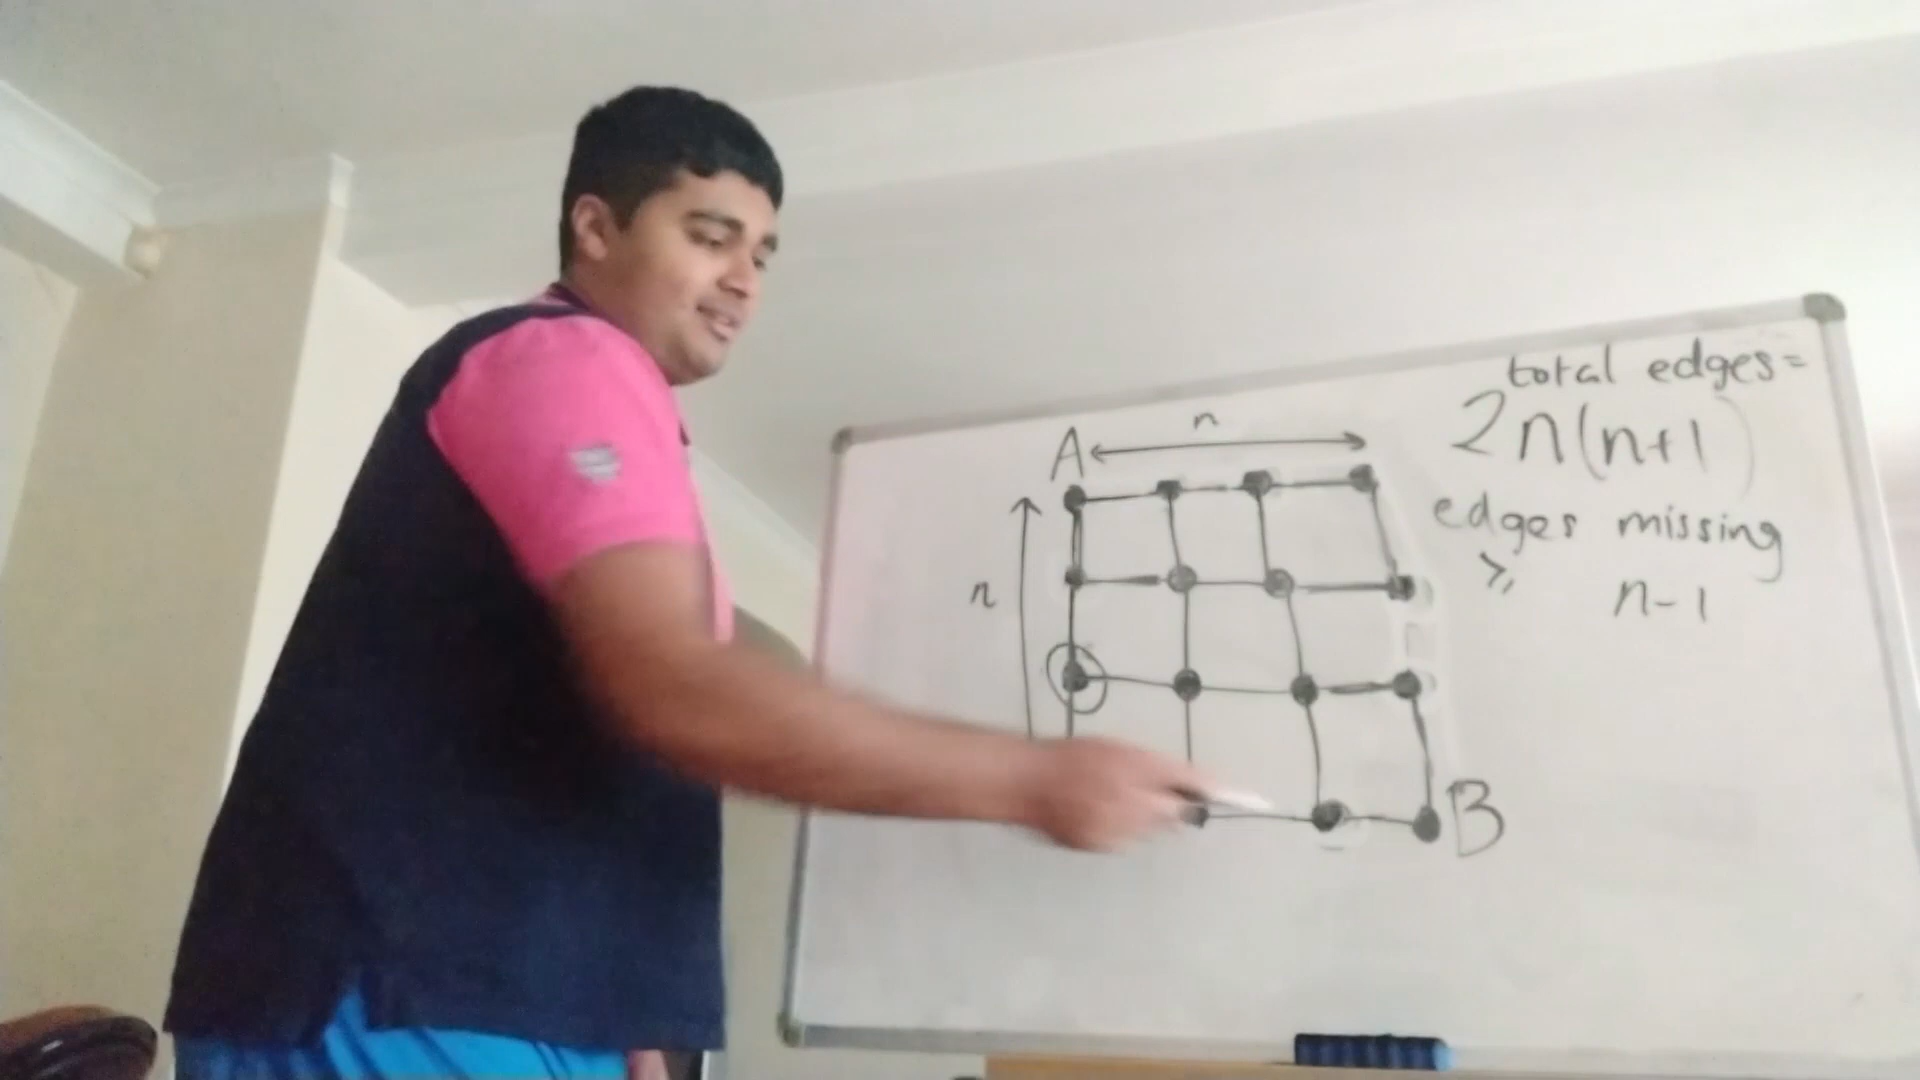 total edges=
2n(n+1)
edges missing
≥ n-1
A
n
n
B